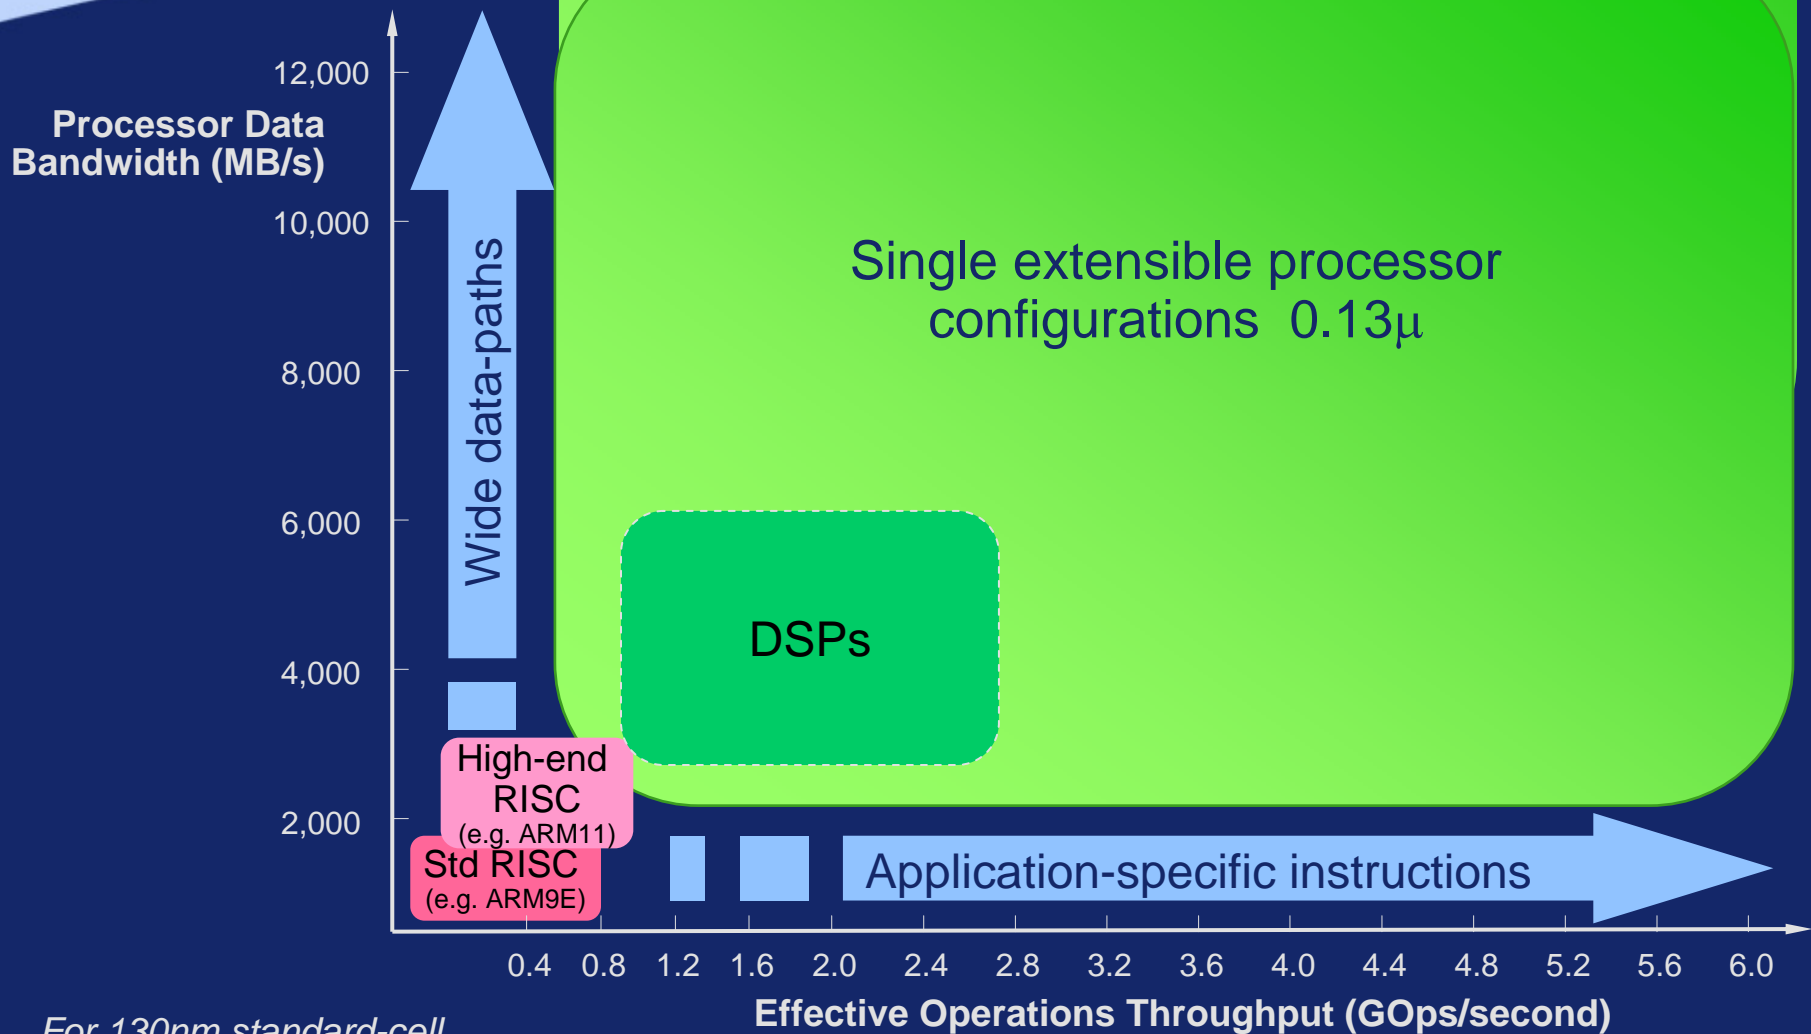 12,000
Processor Data
Bandwidth (MB/s)
10,000
8,000
6,000
4,000
2,000
Wide data-paths
Single extensible processor
configurations 0.13μ
DSPs
High-end
RISC
(e.g. ARM11)
Std RISC
(e.g. ARM9E)
Application-specific instructions
0.4 0.8 1.2 1.6 2.0 2.4 2.8 3.2 3.6 4.0 4.4 4.8 5.2 5.6 6.0
Effective Operations Throughput (GOps/second)
For 130nm standard-cell